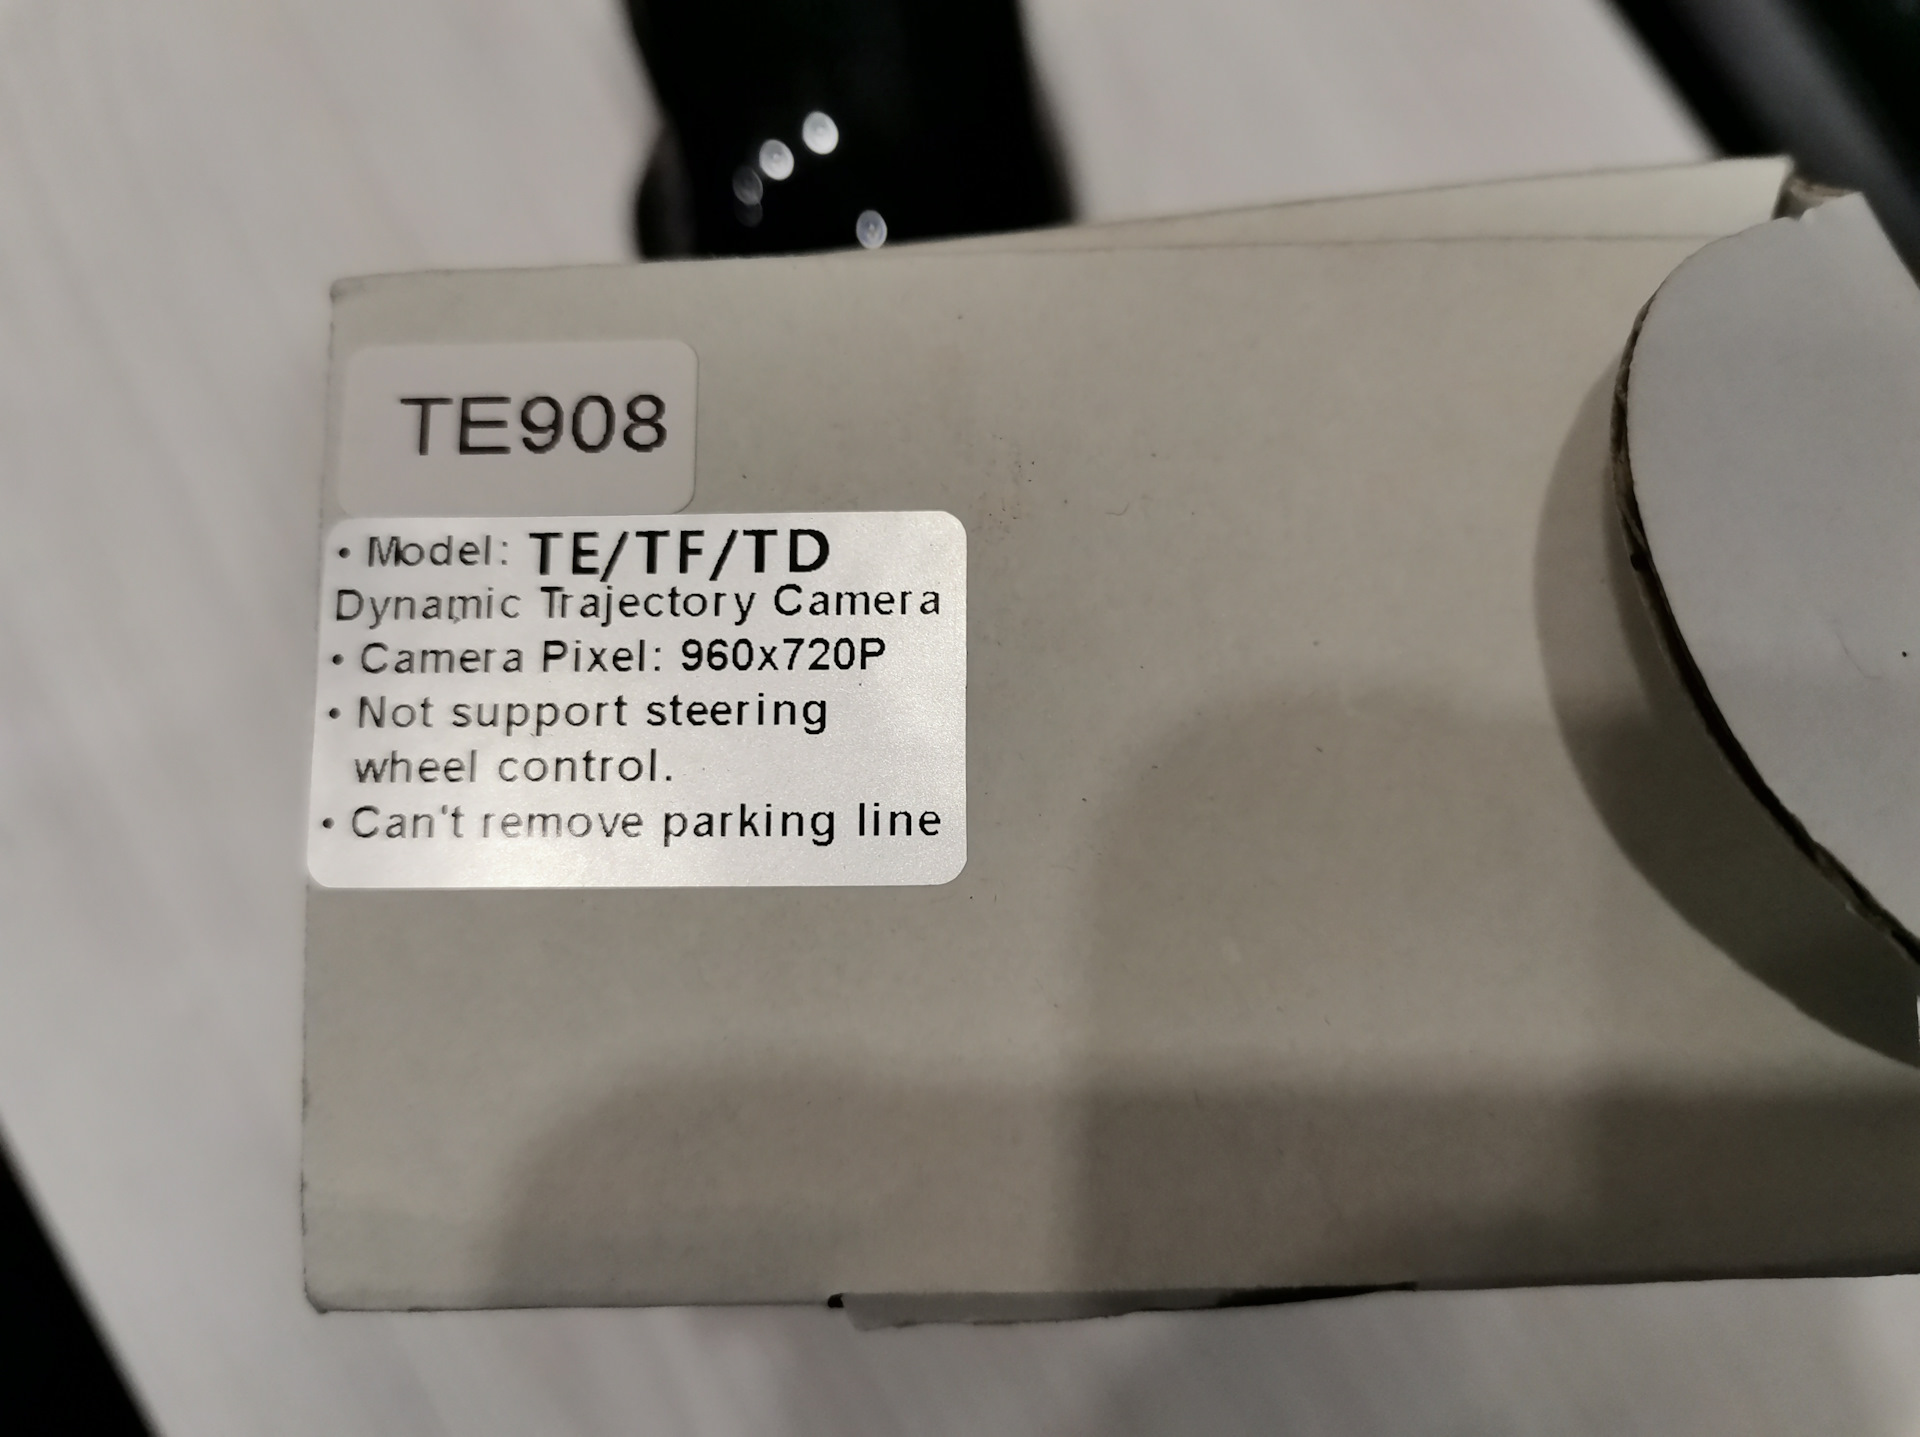 TE908
• Model: TE/TF/TD
Dynamic Trajectory Camera
• Camera Pixel: 960x720P
• Not support steering
wheel control.
• Can't remove parking line